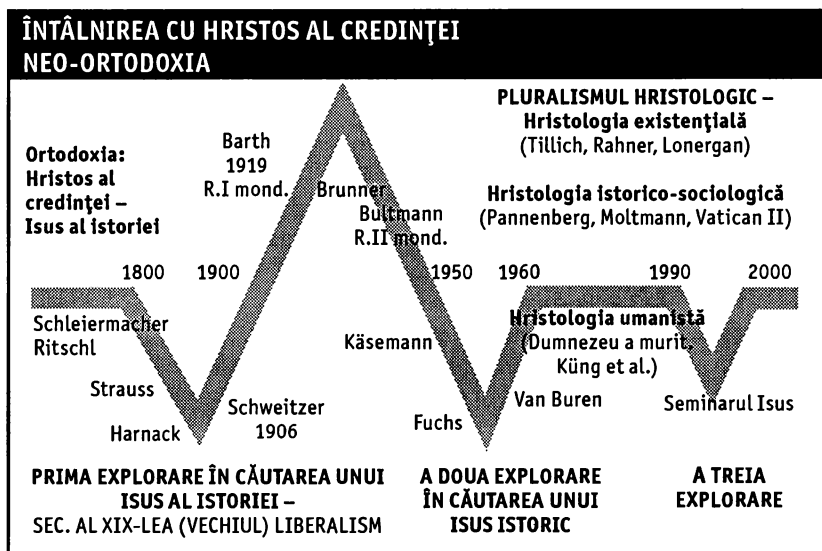 ÎNTÂLNIREA CU HRISTOS AL CREDINŢEI
NEO-ORTODOXIA
PLURALISMUL HRISTOLOGIC –
Hristologia existenţială
(Tillich, Rahner, Lonergan)
Barth
1919
R.I mond.
Ortodoxia:
Hristos al
credinţei –
Isus al istoriei
Brunner
Bultmann
R.II mond.
Hristologia istorico-sociologică
(Pannenberg, Moltmann, Vatican II)
1800 1900 1950 1960 1990 2000
Schleiermacher
Ritschl
Strauss
Harnack
Schweitzer
1906
Käsemann
Fuchs
Hristologia umanistă
(Dumnezeu a murit,
Küng et al.)
Van Buren
Seminarul Isus
PRIMA EXPLORARE ÎN CĂUTAREA UNUI
ISUS AL ISTORIEI –
SEC. AL XIX-LEA (VECHIUL) LIBERALISM
A DOUA EXPLORARE
ÎN CĂUTAREA UNUI
ISUS ISTORIC
A TREIA
EXPLORARE